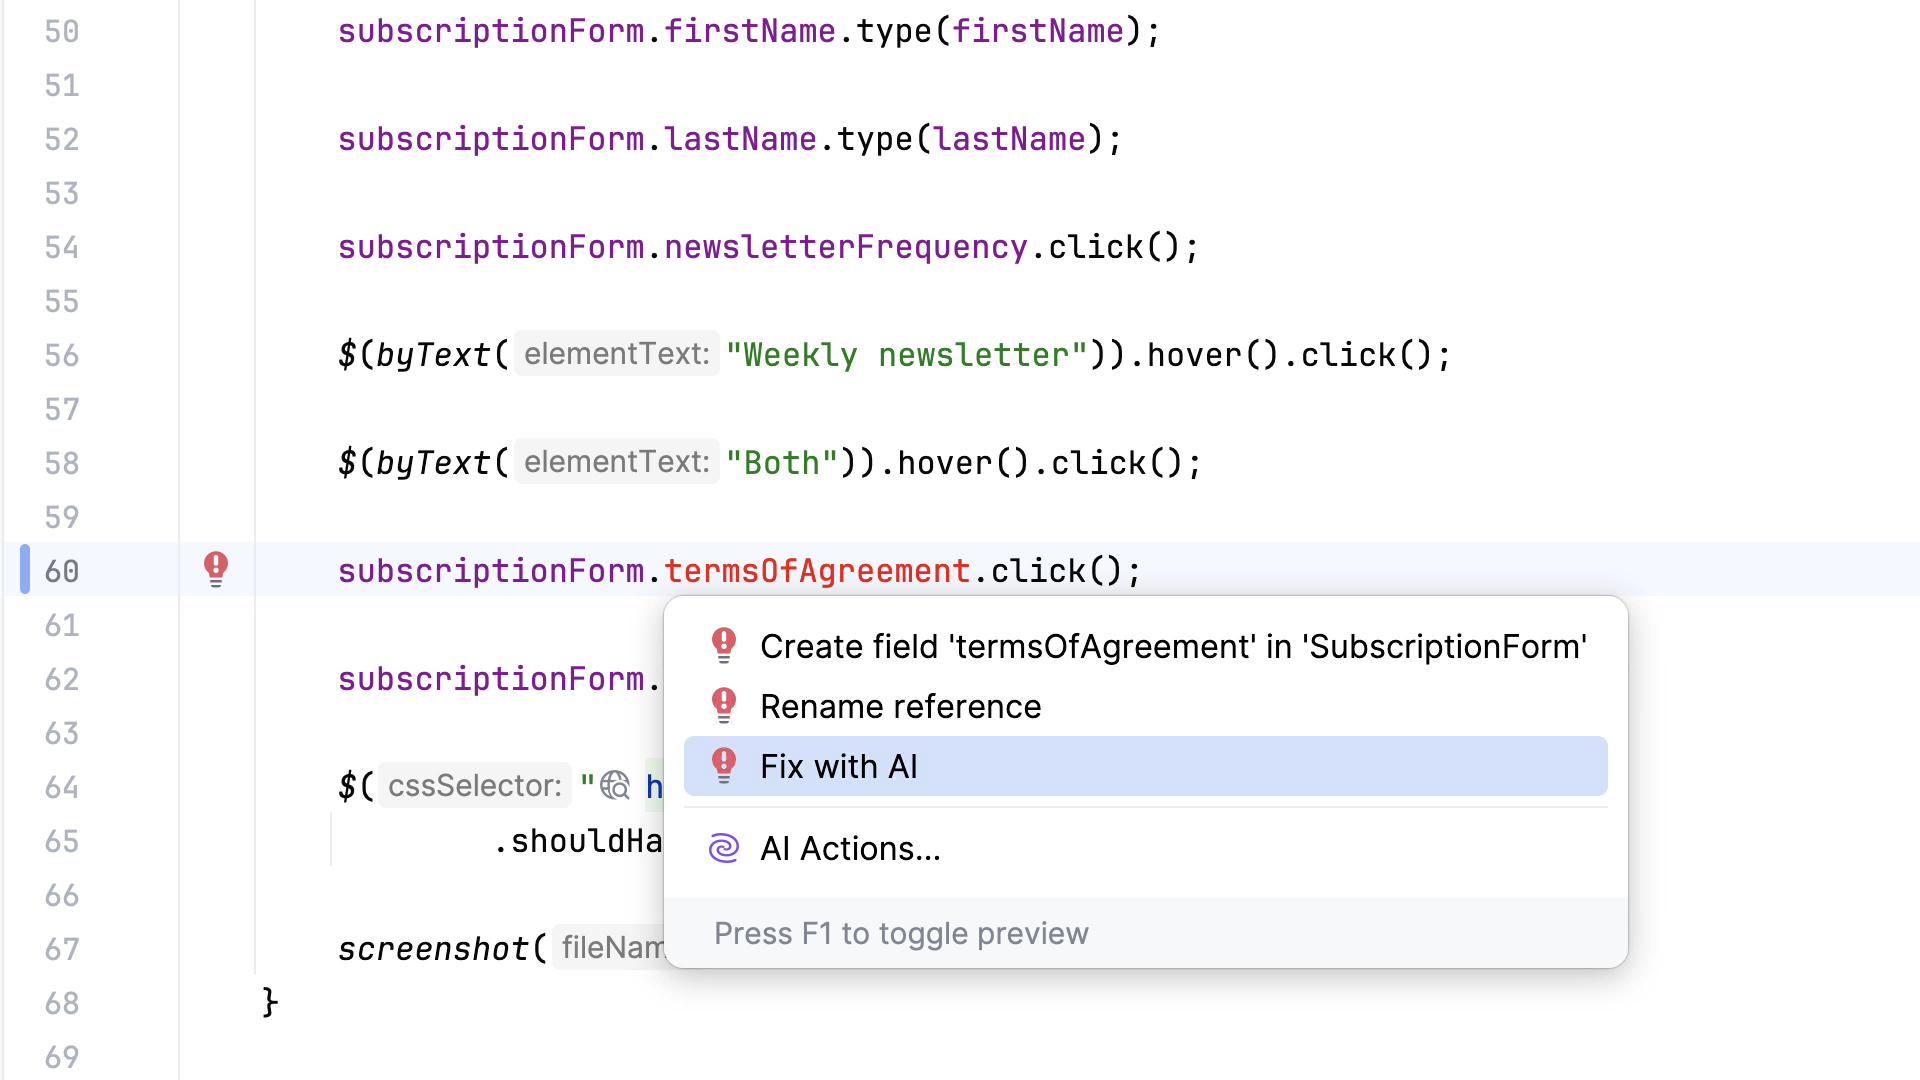 50 subscriptionForm.firstName.type(firstName);
51
52 subscriptionForm.lastName.type(lastName);
53
54 subscriptionForm.newsletterFrequency.click();
55
56 $(byText( elementText: "Weekly newsletter")).hover().click();
57
58 $(byText( elementText: "Both")).hover().click();
59
60 subscriptionForm.termsOfAgreement.click();
61
Create field 'termsOfAgreement' in 'SubscriptionForm'
62 subscriptionForm.
Rename reference
63
Fix with AI
64 $( cssSelector: " h
65 .shouldHa
AI Actions...
66
67 screenshot( fileNam
Press F1 to toggle preview
68 }
69